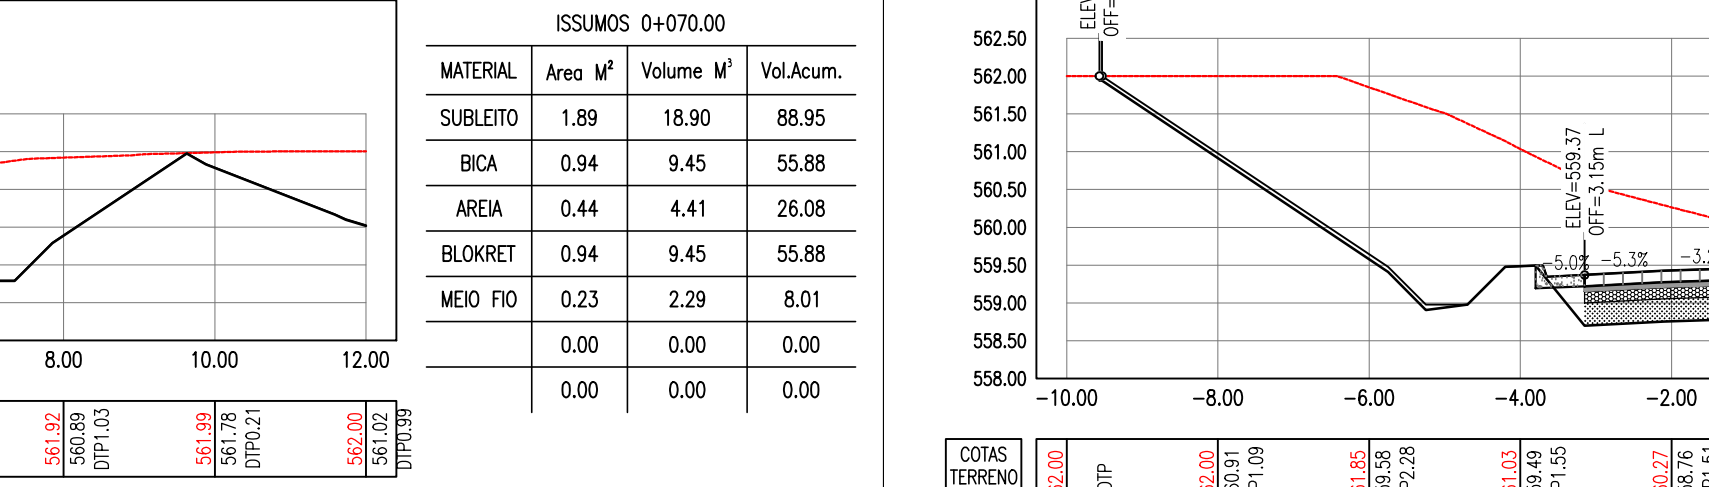 ISSUMOS 0+070.00
MATERIAL Area M² Volume M³ Vol.Acum.
SUBLEITO 1.89 18.90 88.95
BICA 0.94 9.45 55.88
AREIA 0.44 4.41 26.08
BLOKRET 0.94 9.45 55.88
MEIO FIO 0.23 2.29 8.01
0.00 0.00 0.00
0.00 0.00 0.00
8.00 10.00 12.00
561.92
560.89
DTP1.03
561.99
561.78
DTP0.21
562.00
561.02
DTP0.99
OFF=
562.50
562.00
561.50
561.00
560.50
560.00
559.50
559.00
558.50
558.00
ELEV=559.37
OFF=3.15m L
-5.0% -5.3%
-10.00 -8.00 -6.00 -4.00 -2.00
COTAS
TERRENO
DTP